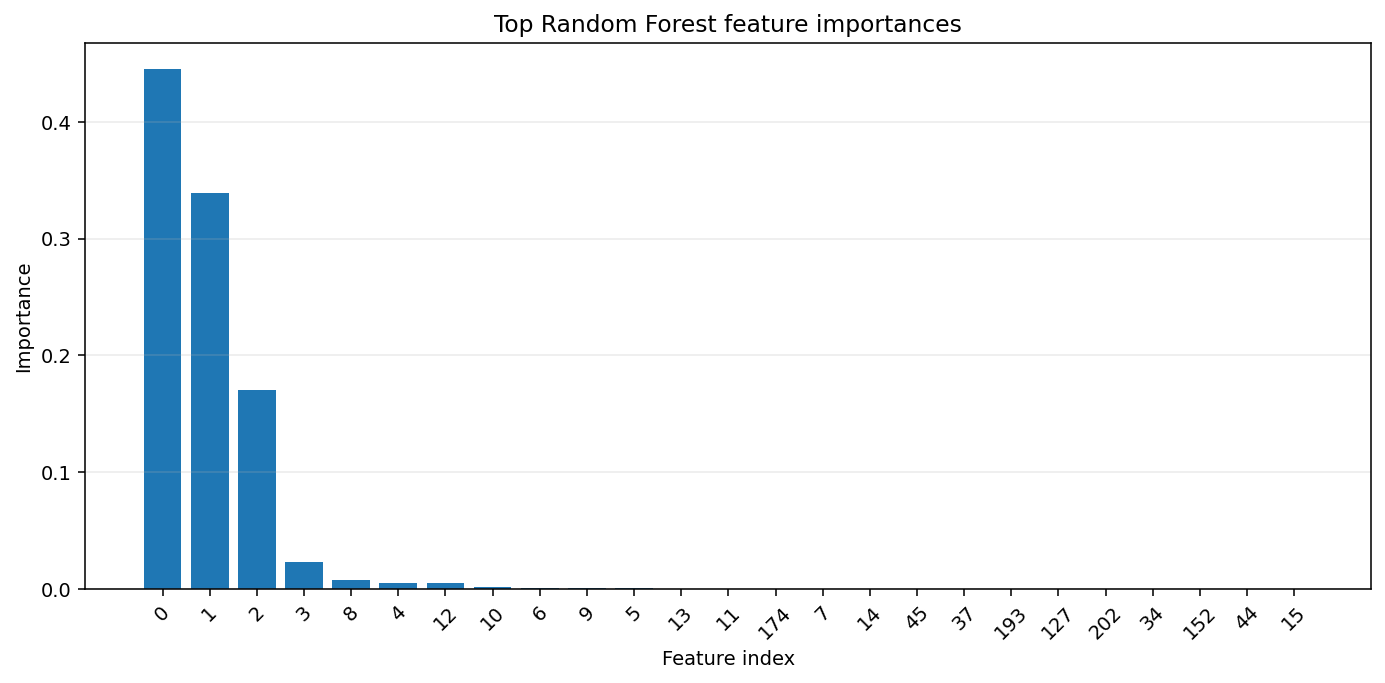 Top Random Forest feature importances
Importance
0.4
0.3
0.2
0.1
0.0
0 1 2 3 8 4 12 10 6 9 5 13 11 174 7 14 45 37 193 127 202 34 152 44 15
Feature index